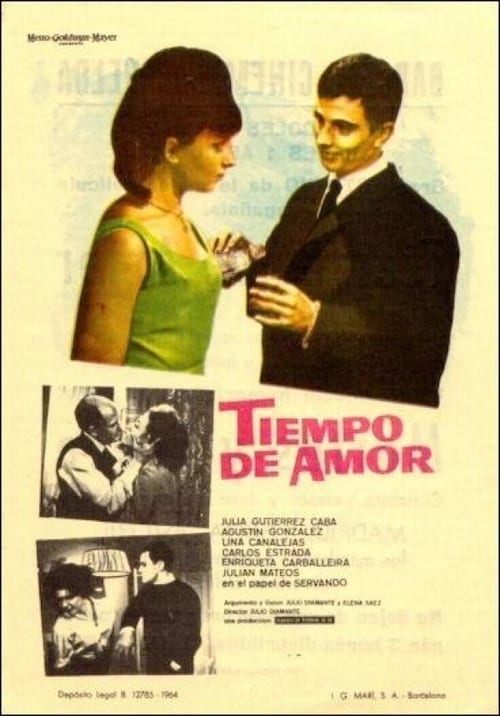 Metro-Goldwyn-Mayer
PRESENTA
TIEMPO
DE AMOR
JULIA GUTIERREZ CABA
AGUSTIN GONZALEZ
LINA CANALEJAS
CARLOS ESTRADA
ENRIQUETA CARBALLEIRA
JULIAN MATEOS
en el papel de SERVANDO
Argumento y Guion JULIO DIAMANTE y ELENA SAEZ
Director JULIO DIAMANTE
una produccion
Depósito Legal B. 12785 - 1964
I. G. MARI, S. A. - Barcelona